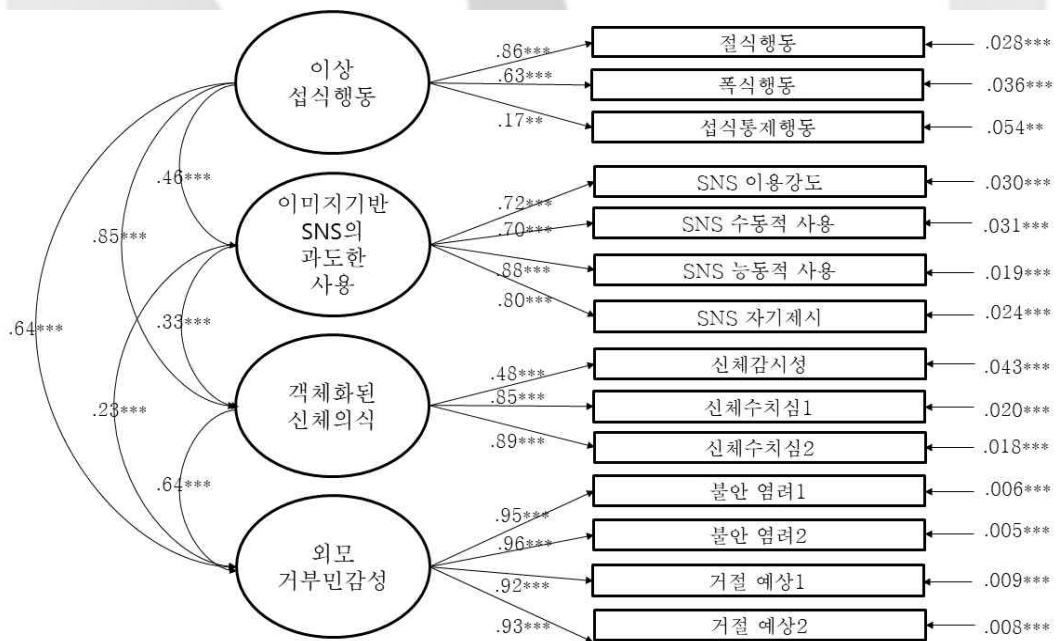 이상
섭식행동
.86***
.63***
.17**
절식행동
폭식행동
섭식통제행동
.028***
.036***
.054**
.46***
이미지기반
SNS의
과도한
사용
.72***
.70***
.88***
.80***
SNS 이용강도
SNS 수동적 사용
SNS 능동적 사용
SNS 자기제시
.030***
.031***
.019***
.024***
.85***
.64***
.33***
.23***
객체화된
신체의식
.48***
.85***
.89***
신체감시성
신체수치심1
신체수치심2
.043***
.020***
.018***
.64***
외모
거부민감성
.95***
.96***
.92***
.93***
불안 염려1
불안 염려2
거절 예상1
거절 예상2
.006***
.005***
.009***
.008***